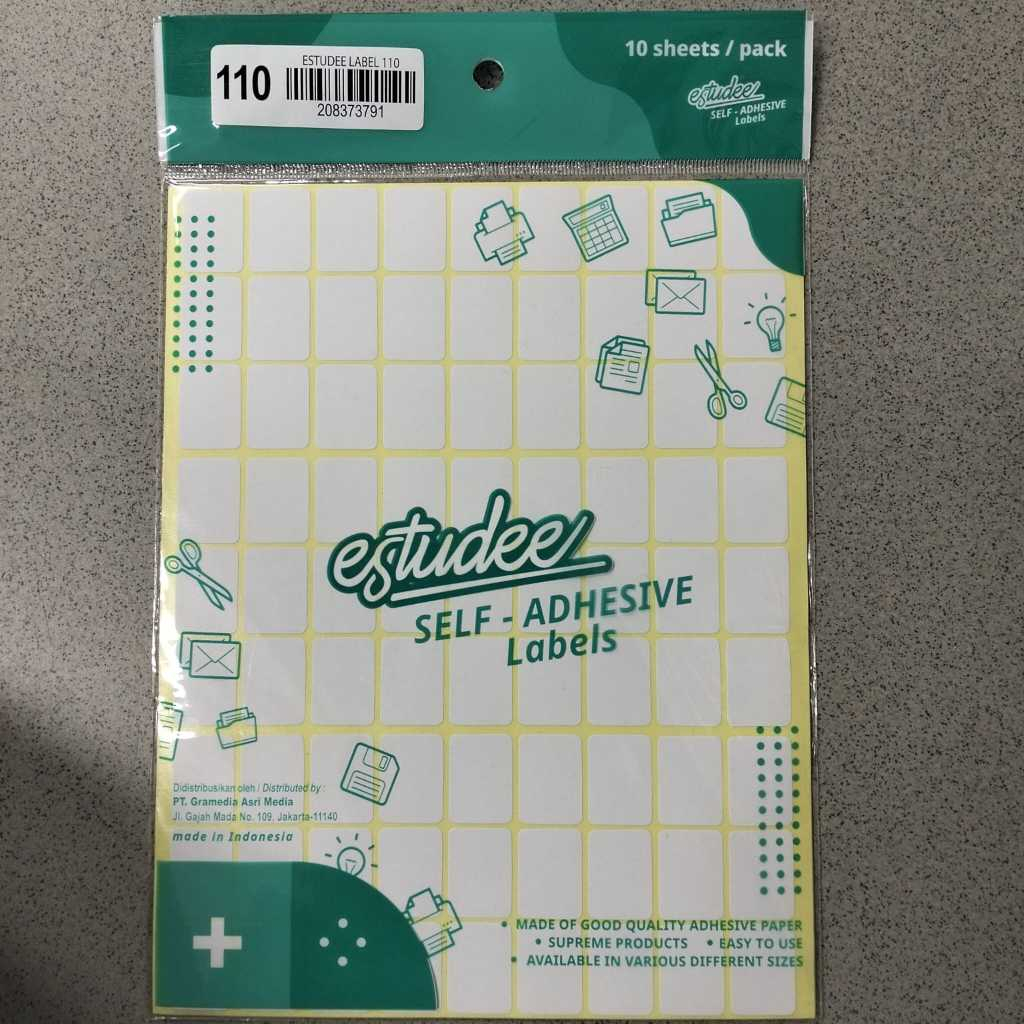 110
ESTUDEE LABEL 110
208373791
10 sheets / pack
estudee
SELF - ADHESIVE
Labels
estudee
SELF - ADHESIVE
Labels
Didistribusikan oleh / Distributed by :
PT. Gramedia Asri Media
Jl. Gajah Mada No. 109, Jakarta-11140
made in Indonesia
• MADE OF GOOD QUALITY ADHESIVE PAPER
• SUPREME PRODUCTS • EASY TO USE
• AVAILABLE IN VARIOUS DIFFERENT SIZES